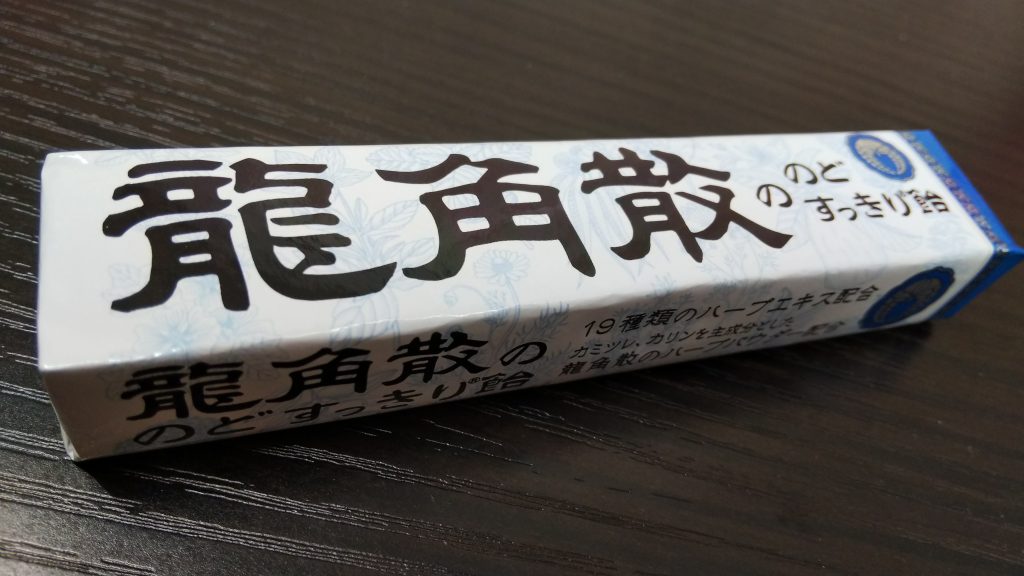 龍角散の
のど
すっきり飴
龍角散の
のどすっきり飴
19種類のハーブエキス配合
カミツレ、カリンを主成分とした
龍角散のハーブパウダー配合